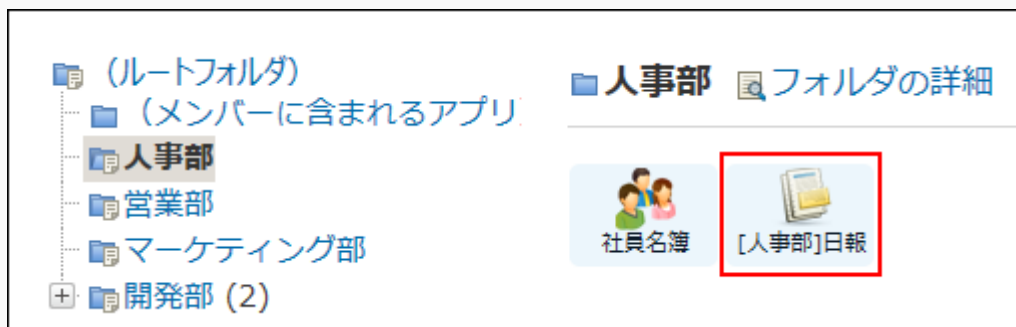 (ルートフォルダ)
(メンバーに含まれるアプリ
人事部
営業部
マーケティング部
開発部 (2)
人事部 フォルダの詳細
社員名簿
[人事部]日報